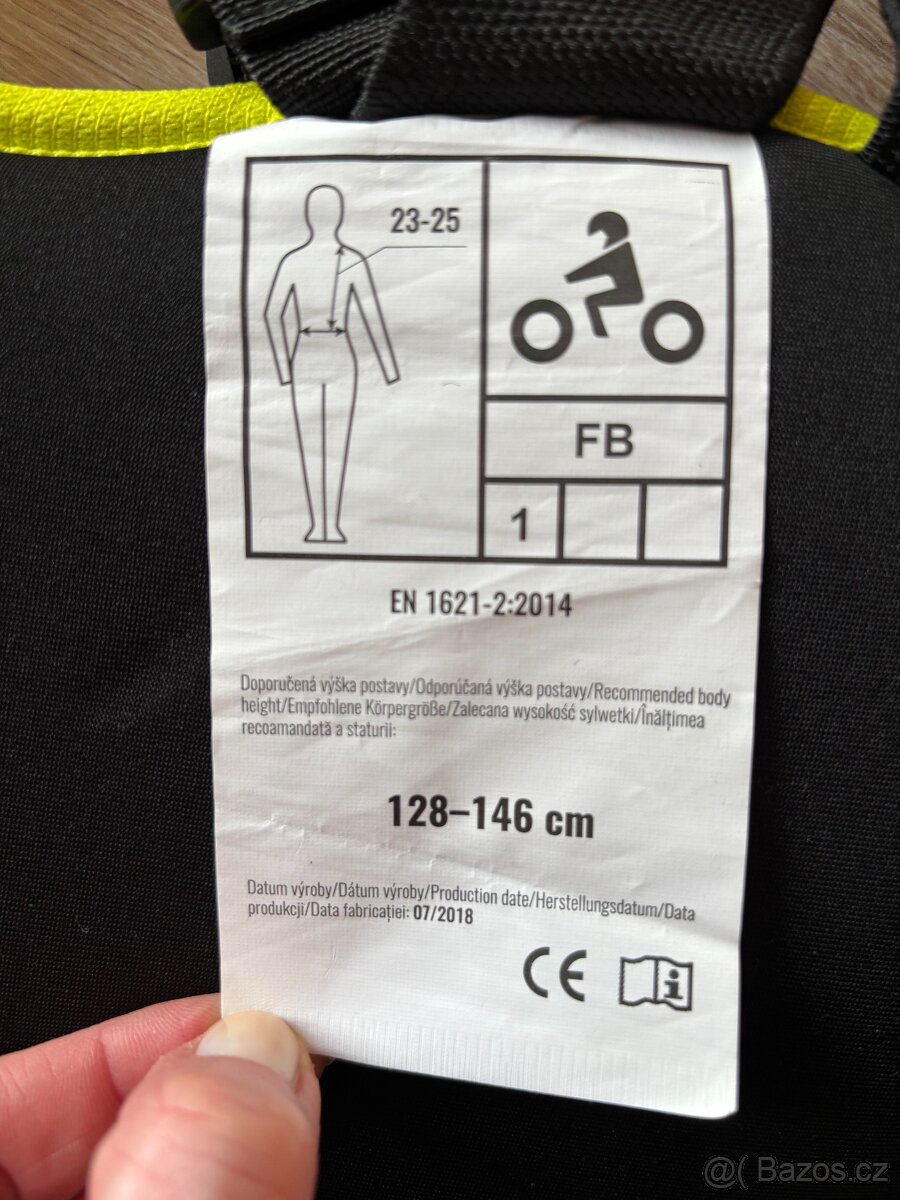 23-25
FB
1
EN 1621-2:2014
Doporučená výška postavy/Odporúčaná výška postavy/Recommended body
height/Empfohlene Körpergröße/Zalecana wysokość sylwetki/Înălțimea
recoamandată a staturii:
128–146 cm
Datum výroby/Dátum výroby/Production date/Herstellungsdatum/Data
produkcji/Data fabricației: 07/2018
CE
i
@( Bazos.cz